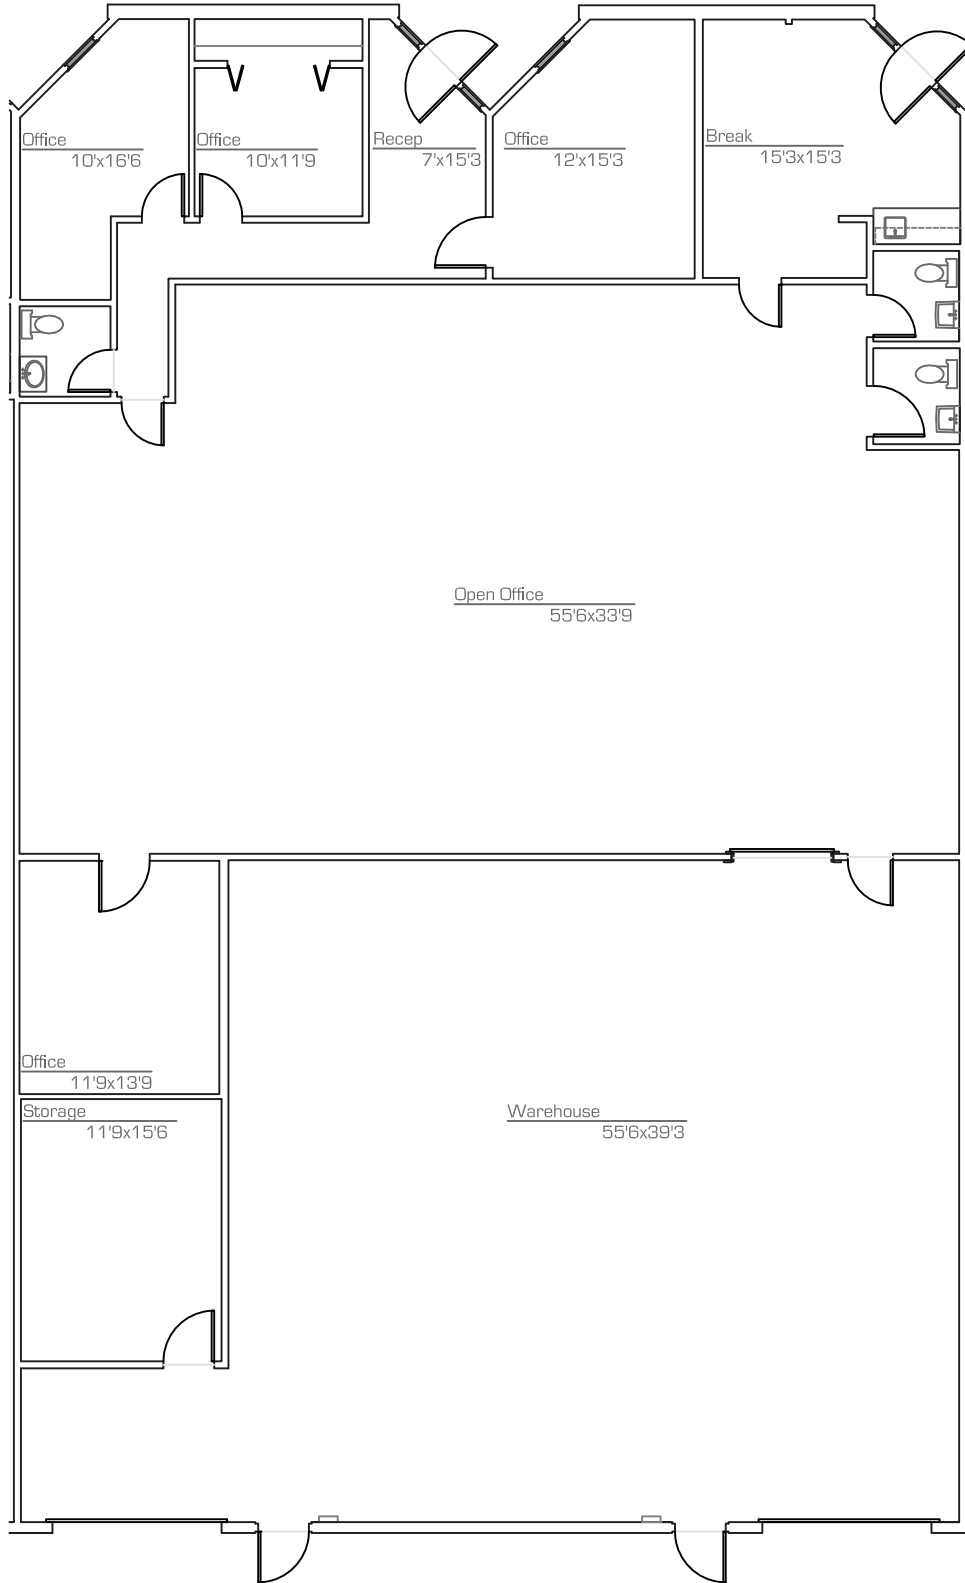 Office
10'x16'6
Office
10'x11'9
Recep
7'x15'3
Office
12'x15'3
Break
15'3x15'3
Open Office
55'6x33'9
Office
11'9x13'9
Storage
11'9x15'6
Warehouse
55'6x39'3